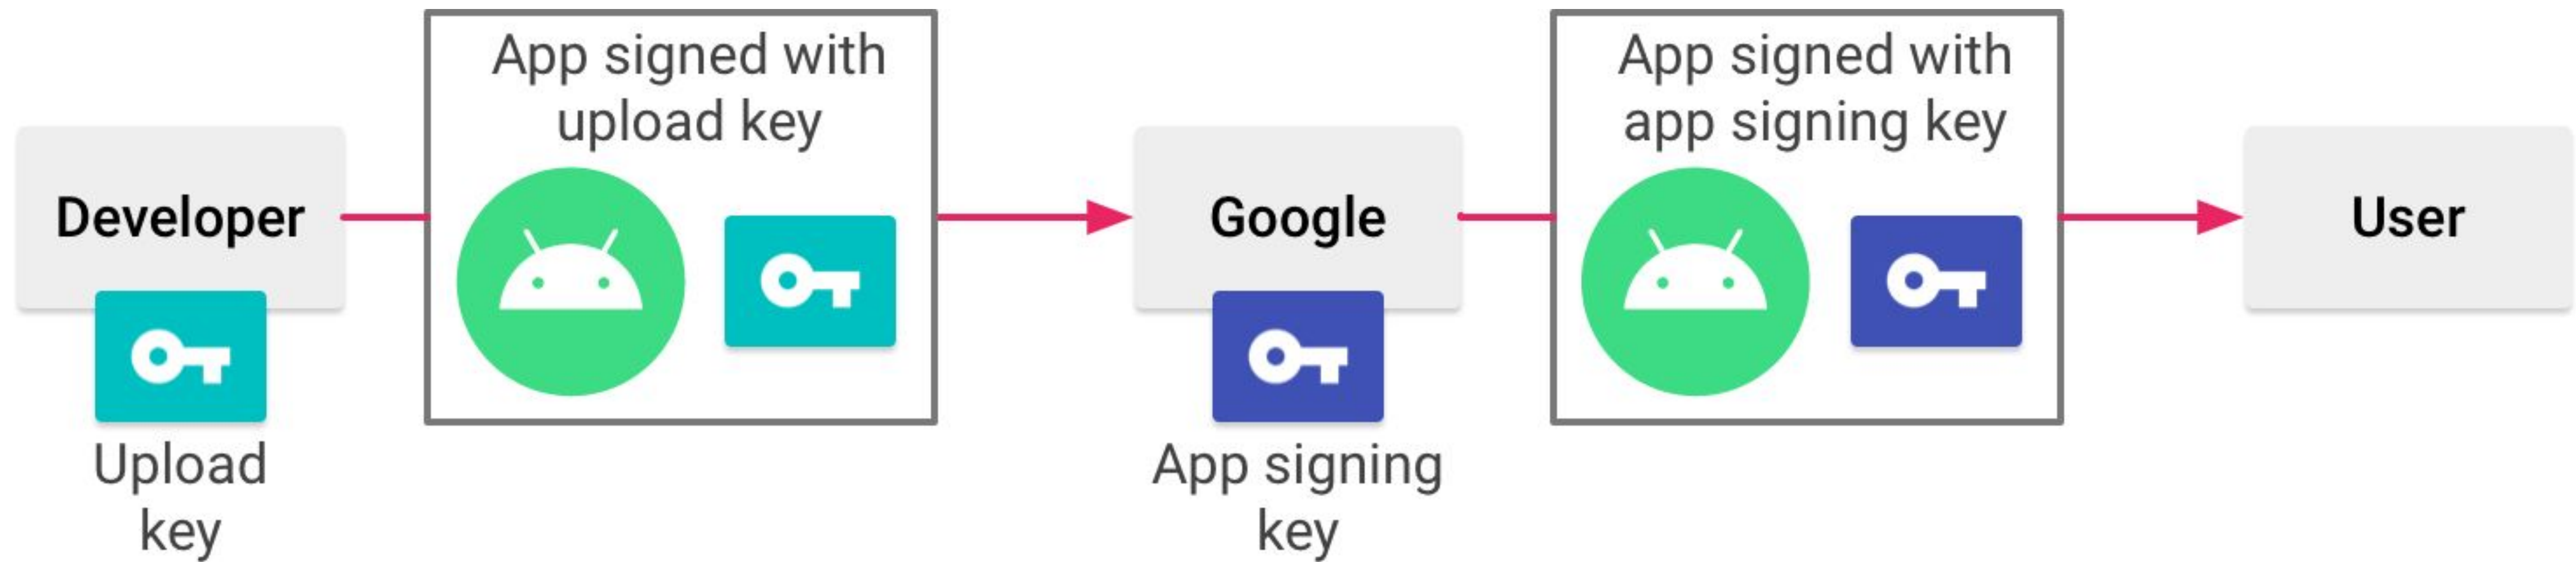 App signed with
upload key
App signed with
app signing key
Developer
Google
User
Upload
key
App signing
key